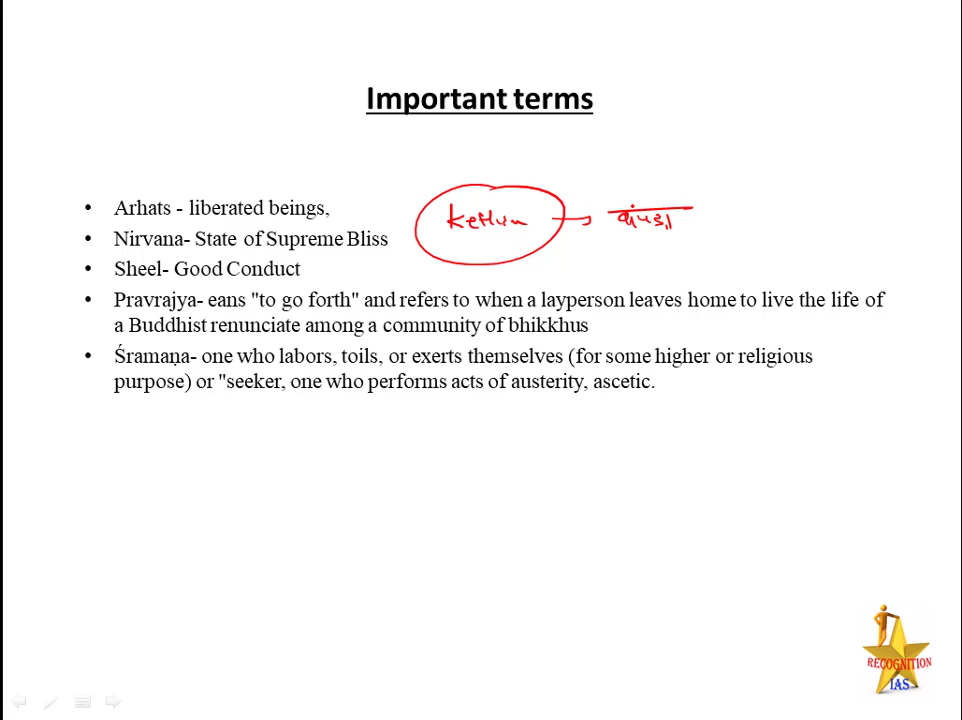 Important terms
• Arhats - liberated beings,
• Nirvana- State of Supreme Bliss
• Sheel- Good Conduct
• Pravrajya- eans "to go forth" and refers to when a layperson leaves home to live the life of
a Buddhist renunciate among a community of bhikkhus
• Śramaṇa- one who labors, toils, or exerts themselves (for some higher or religious
purpose) or "seeker, one who performs acts of austerity, ascetic.
RECOGNITION
IAS